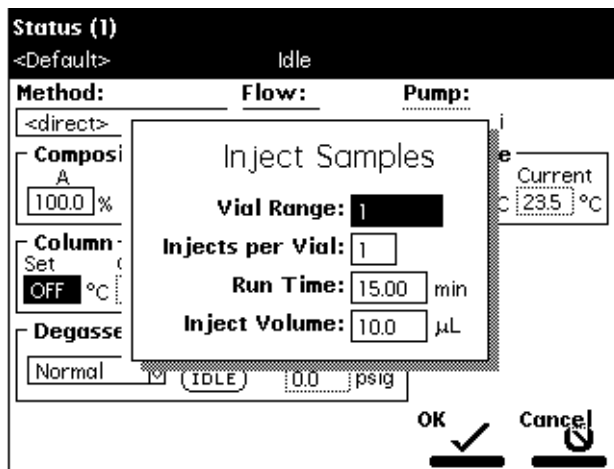 Status (1)
<Default> Idle
Method: Flow: Pump:
<direct>
Inject Samples
Composi
A
100.0 %
Current
23.5 °C
Vial Range: 1
Injects per Vial: 1
Column
Set
OFF °C
Run Time: 15.00 min
Inject Volume: 10.0 µL
Degasse
Normal
IDLE
0.0 psig
OK Cancel